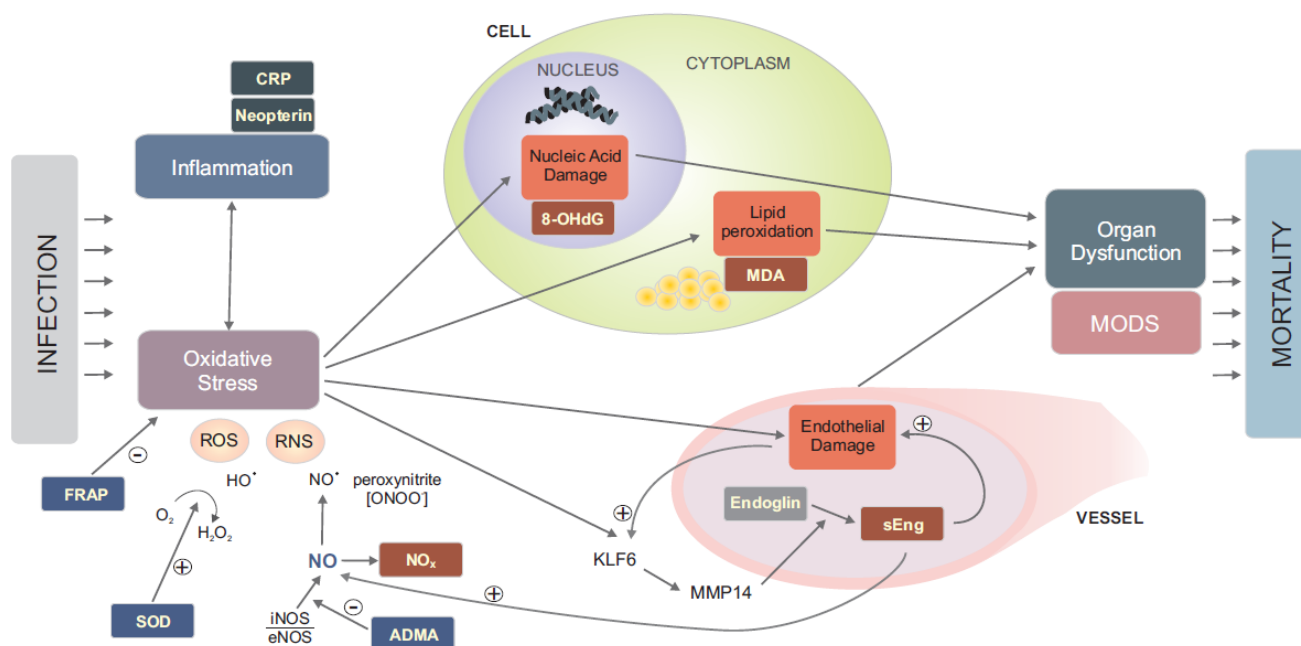 INFECTION
CRP
Neopterin
Inflammation
Oxidative
Stress
ROS
RNS
HO•
NO•
peroxynitrite
[ONOO-]
⊖
FRAP
O2
H2O2
⊕
SOD
NO
NOx
iNOS
eNOS
⊖
ADMA
CELL
NUCLEUS
CYTOPLASM
Nucleic Acid
Damage
8-OHdG
Lipid
peroxidation
MDA
Endothelial
Damage
⊕
Endoglin
sEng
⊕
KLF6
MMP14
⊕
VESSEL
Organ
Dysfunction
MODS
MORTALITY